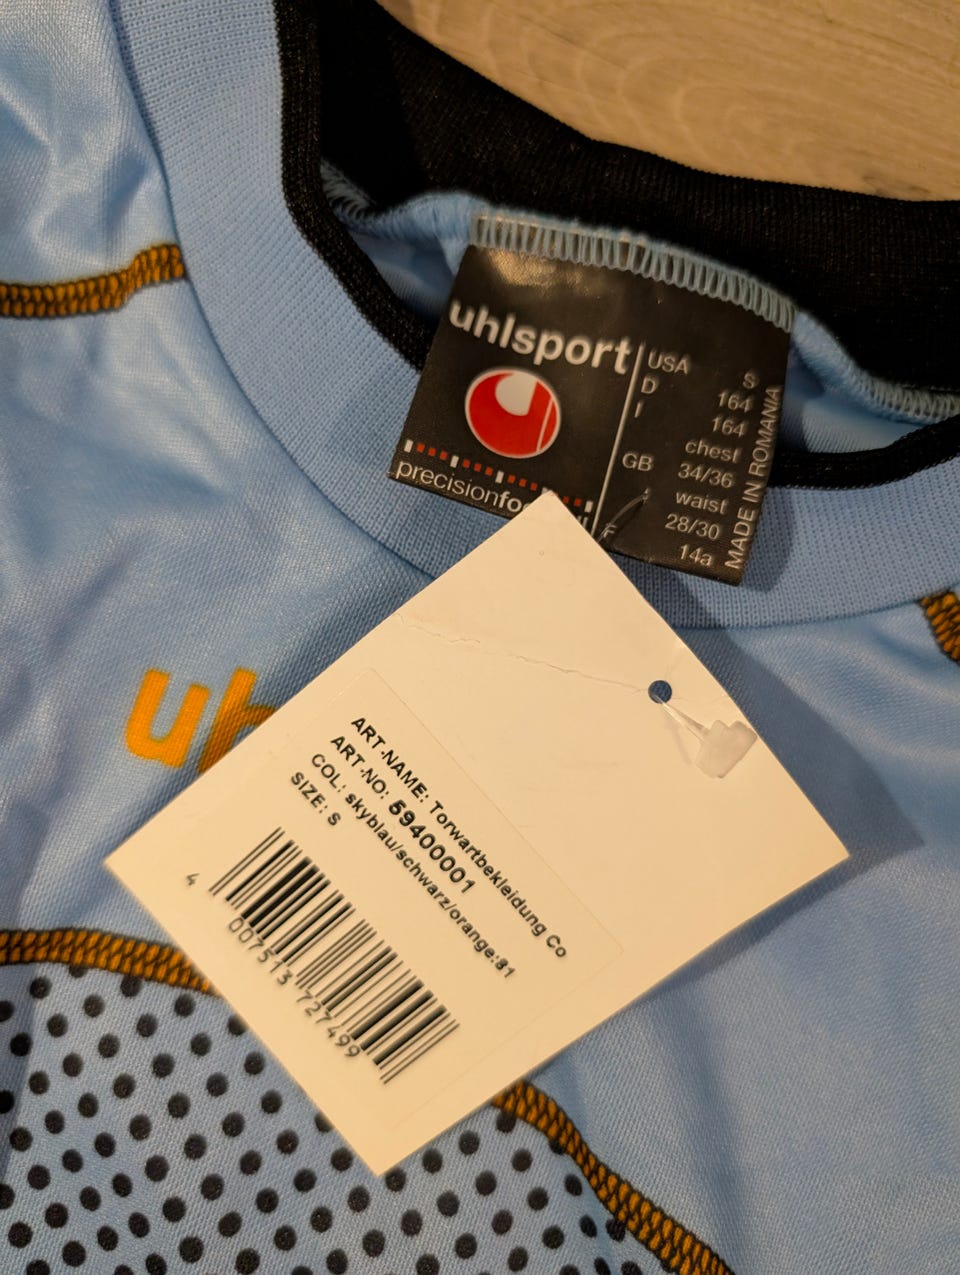 uhlsport
precisionfo
USA S
D 164
I 164
GB chest
34/36
waist
28/30
F 14a
MADE IN ROMANIA
uh
ART-NAME: Torwartbekleidung Co
ART-NO: 59400001
COL: skyblau/schwarz/orange:81
SIZE: S
4 007513 727499